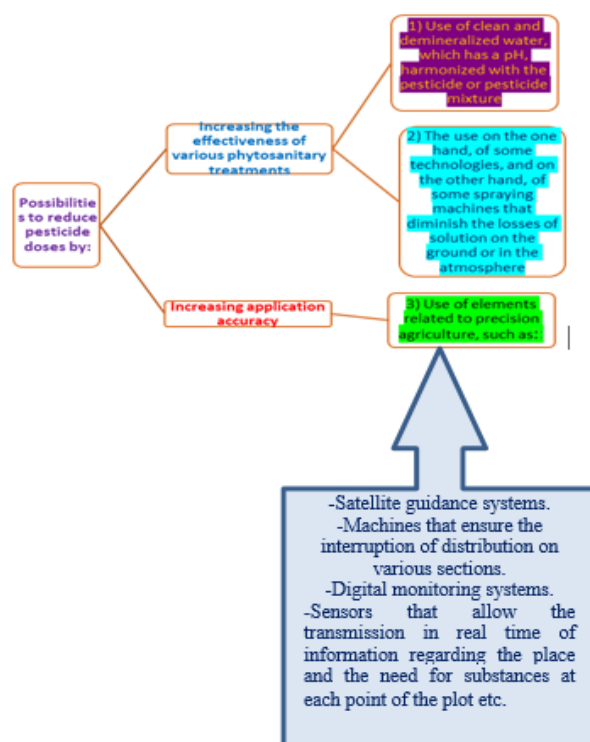 Possibilitie
s to reduce
pesticide
doses by:
Increasing the
effectiveness of
various phytosanitary
treatments
1) Use of clean and
demineralized water,
which has a pH,
harmonized with the
pesticide or pesticide
mixture
2) The use on the one
hand, of some
technologies, and on
the other hand, of
some spraying
machines that
diminish the losses of
solution on the
ground or in the
atmosphere
Increasing application
accuracy
3) Use of elements
related to precision
agriculture, such as::
-Satellite guidance systems.
-Machines that ensure the
interruption of distribution on
various sections.
-Digital monitoring systems.
-Sensors that allow the
transmission in real time of
information regarding the place
and the need for substances at
each point of the plot etc.